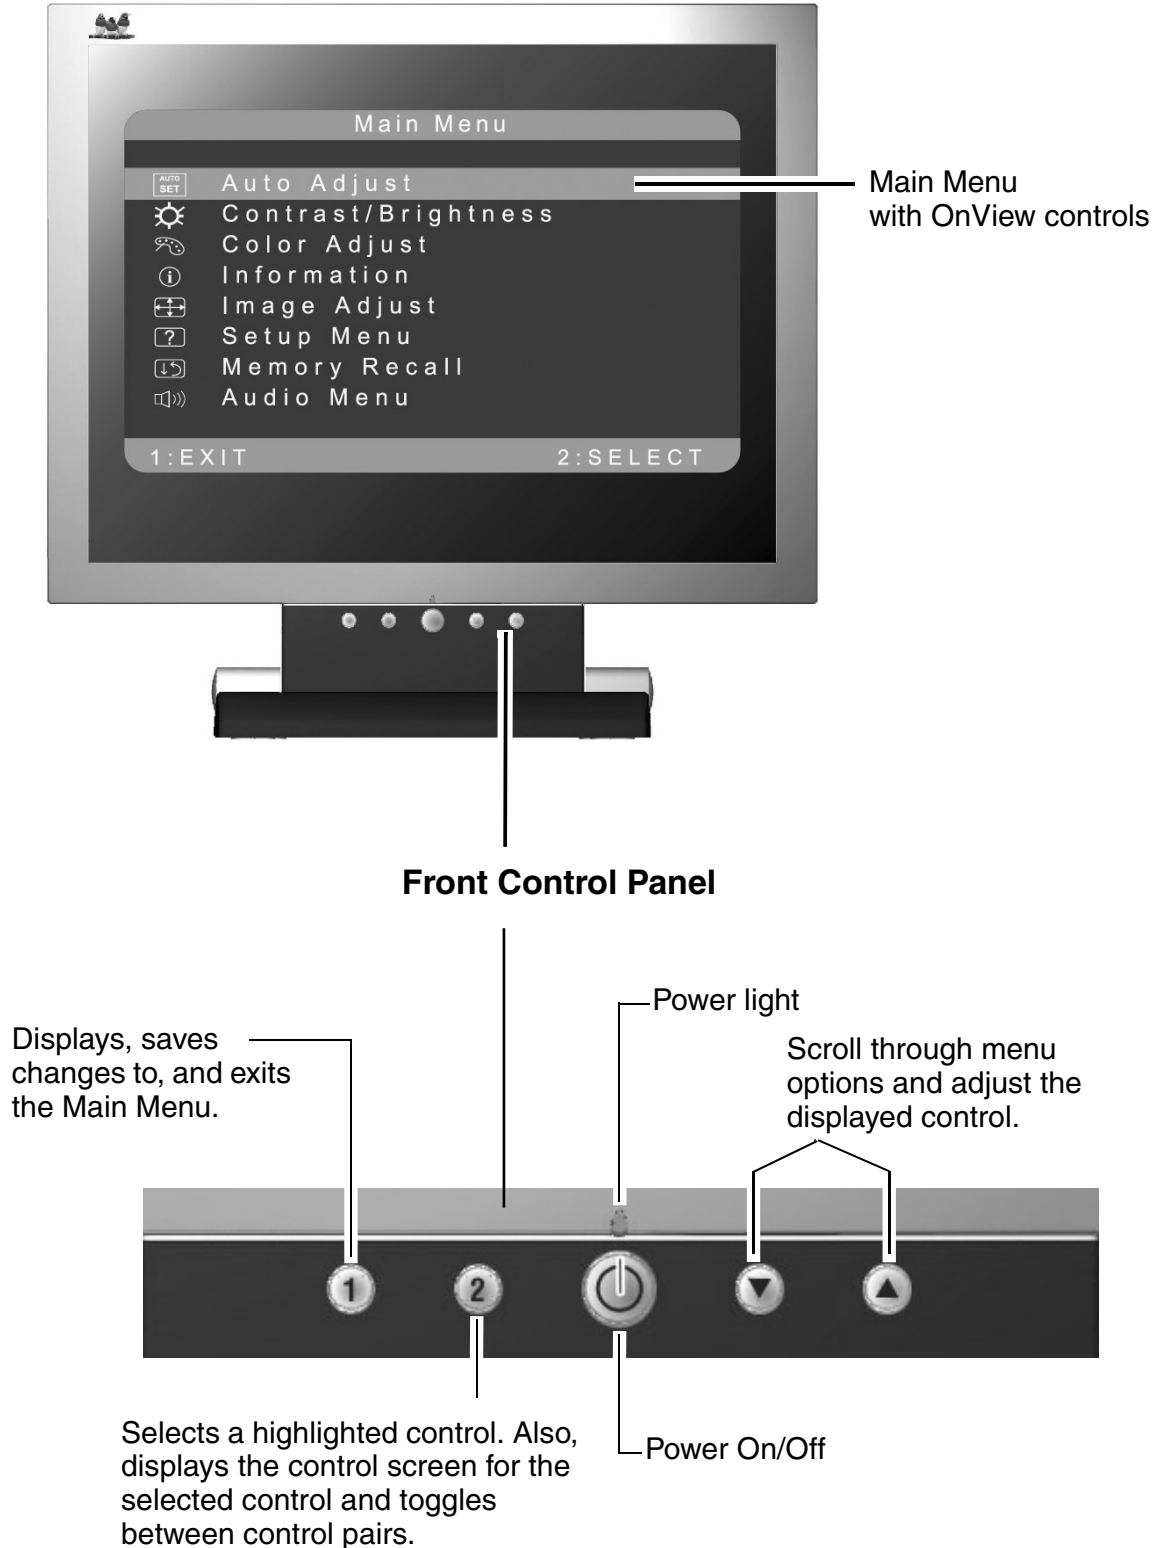 Main Menu
AUTO
SET
Auto Adjust
Contrast/Brightness
Color Adjust
Information
Image Adjust
Setup Menu
Memory Recall
Audio Menu
1:EXIT 2:SELECT
Main Menu
with OnView controls
Front Control Panel
Power light
Displays, saves
changes to, and exits
the Main Menu.
Scroll through menu
options and adjust the
displayed control.
1 2
Selects a highlighted control. Also,
displays the control screen for the
selected control and toggles
between control pairs.
Power On/Off